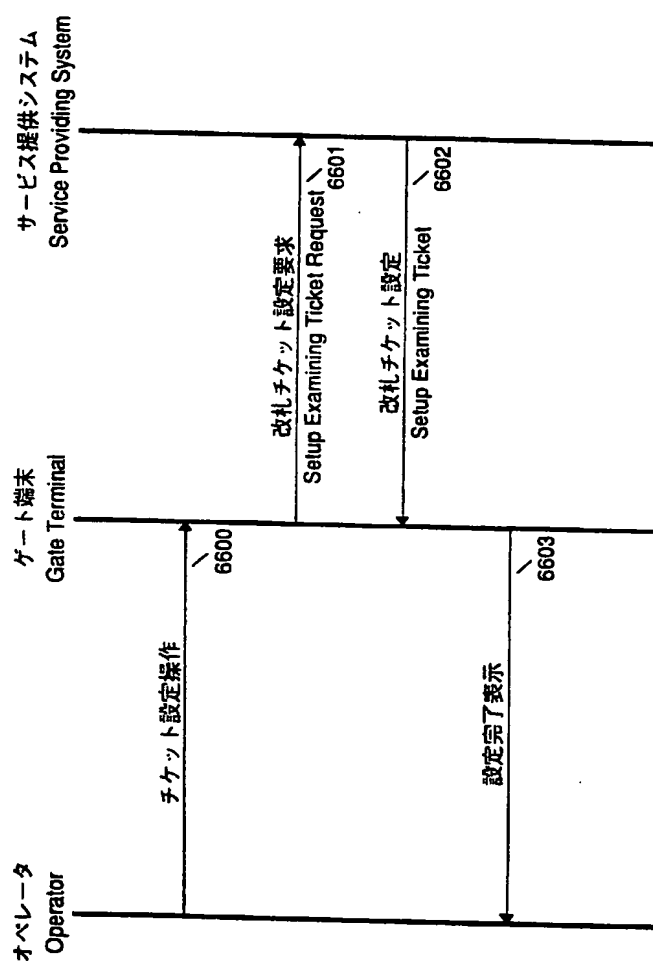 オペレータ
Operator
ゲート端末
Gate Terminal
サービス提供システム
Service Providing System
チケット設定操作
6600
改札チケット設定要求
Setup Examining Ticket Request
6601
改札チケット設定
Setup Examining Ticket
6602
設定完了表示
6603